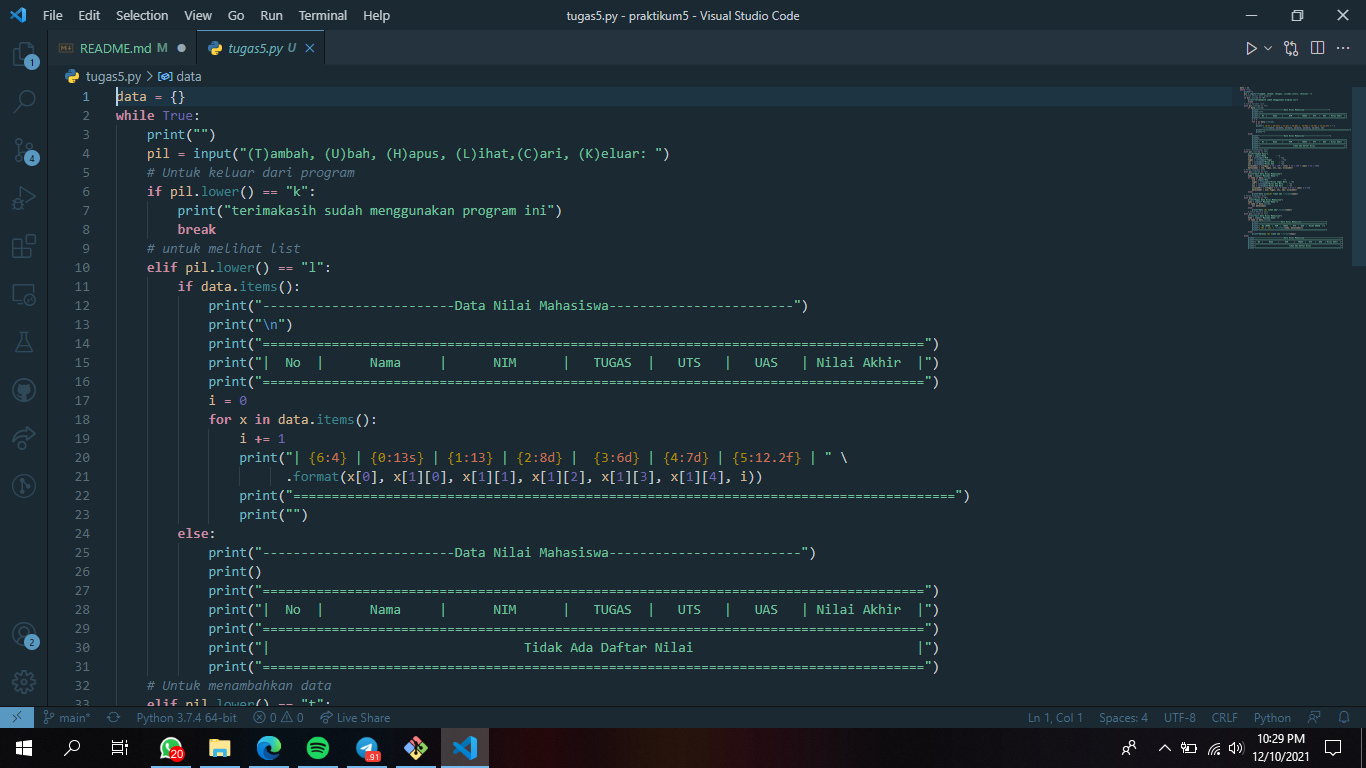 File Edit Selection View Go Run Terminal Help tugas5.py - praktikum5 - Visual Studio Code
README.md M tugas5.py U
tugas5.py > data
1 data = {}
2 while True:
3     print("")
4     pil = input("(T)ambah, (U)bah, (H)apus, (L)ihat,(C)ari, (K)eluar: ")
5     # Untuk keluar dari program
6     if pil.lower() == "k":
7         print("terimakasih sudah menggunakan program ini")
8         break
9     # untuk melihat list
10     elif pil.lower() == "l":
11         if data.items():
12             print("-------------------------Data Nilai Mahasiswa------------------------")
13             print("\n")
14             print("======================================================================================")
15             print("|  No  |      Nama     |      NIM      |   TUGAS  |   UTS   |   UAS   | Nilai Akhir  |")
16             print("======================================================================================")
17             i = 0
18             for x in data.items():
19                 i += 1
20                 print("| {6:4} | {0:13s} | {1:13} | {2:8d} |  {3:6d} | {4:7d} | {5:12.2f} | " \
21                       .format(x[0], x[1][0], x[1][1], x[1][2], x[1][3], x[1][4], i))
22                 print("======================================================================================")
23                 print("")
24         else:
25             print("-------------------------Data Nilai Mahasiswa-------------------------")
26             print()
27             print("======================================================================================")
28             print("|  No  |      Nama     |      NIM      |   TUGAS  |   UTS   |   UAS   | Nilai Akhir  |")
29             print("======================================================================================")
30             print("|                                 Tidak Ada Daftar Nilai                             |")
31             print("======================================================================================")
32     # Untuk menambahkan data
33     elif pil.lower() == "t":
main* Python 3.7.4 64-bit 0 0 Live Share Ln 1, Col 1 Spaces: 4 UTF-8 CRLF Python
1
4
2
20
91
10:29 PM
12/10/2021